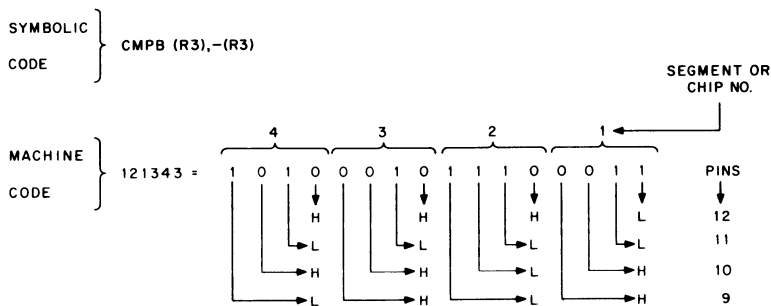 SYMBOLIC
CODE
CMPB (R3),-(R3)
SEGMENT OR
CHIP NO.
4 3 2 1
MACHINE
CODE
121343 = 1 0 1 0 0 0 1 0 1 1 1 0 0 0 1 1 PINS
H H H L 12
L L L L 11
H H L H 10
L H L H 9